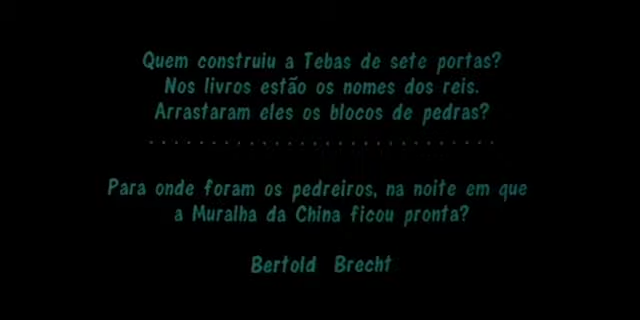 Quem construiu a Tebas de sete portas?
Nos livros estão os nomes dos reis.
Arrastaram eles os blocos de pedras?
. . . . . . . . . . . . . . . . . . . . . . . . . . . .
Para onde foram os pedreiros, na noite em que
a Muralha da China ficou pronta?
Bertold Brecht